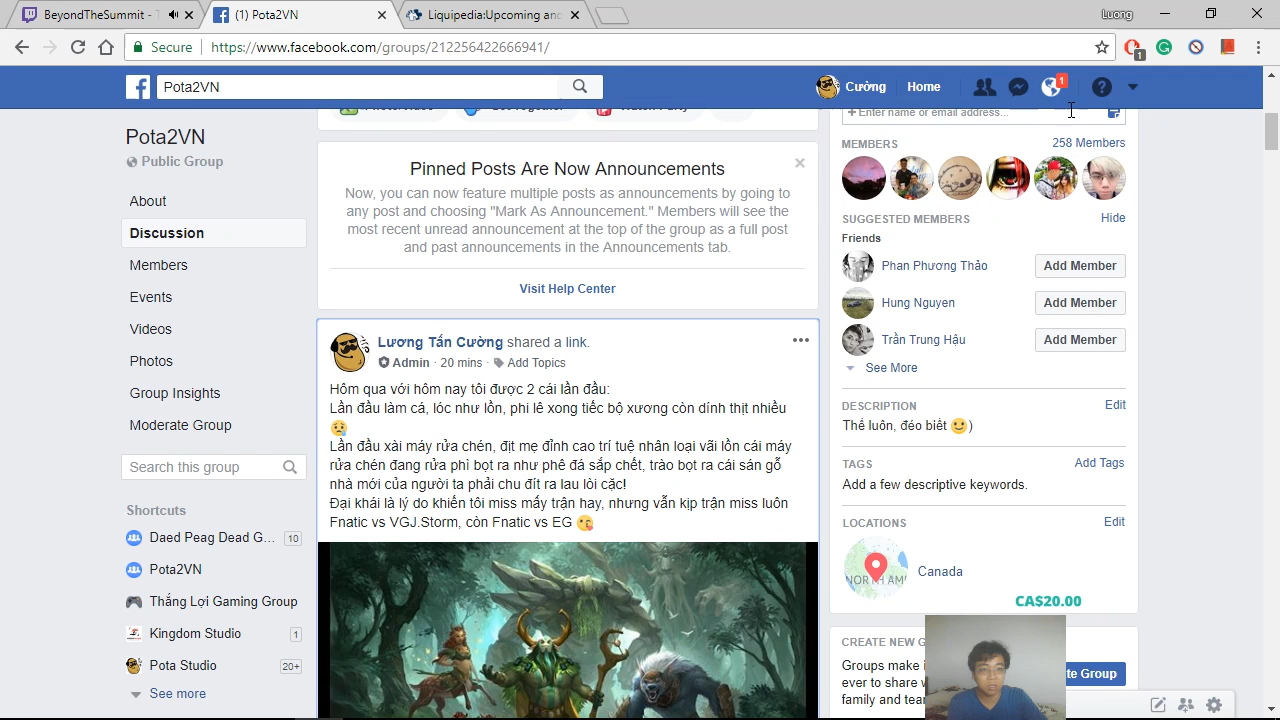 BeyondTheSummit - T
(1) Pota2VN
Liquipedia:Upcoming and
Luong
Secure
https://www.facebook.com/groups/212256422666941/
1
Pota2VN
Cường
Home
1
Pota2VN
Public Group
About
Discussion
Members
Events
Videos
Photos
Group Insights
Moderate Group
Search this group
Shortcuts
Daed Peag Dead G... 10
Pota2VN
Thắng Lợi Gaming Group
Kingdom Studio 1
Pota Studio 20+
See more
Pinned Posts Are Now Announcements
Now, you can now feature multiple posts as announcements by going to
any post and choosing "Mark As Announcement." Members will see the
most recent unread announcement at the top of the group as a full post
and past announcements in the Announcements tab.
Visit Help Center
Lương Tấn Cường shared a link.
Admin · 20 mins · Add Topics
Hôm qua với hôm nay tôi được 2 cái lần đầu:
Lần đầu làm cá, lóc như lồn, phi lê xong tiếc bộ xương còn dính thịt nhiều
😢
Lần đầu xài máy rửa chén, địt mẹ đỉnh cao trí tuệ nhân loại vãi lồn cái máy
rửa chén đang rửa phì bọt ra như phê đá sắp chết, trào bọt ra cái sán gỗ
nhà mới của người ta phải chu đít ra lau lòi cặc!
Đại khái là lý do khiến tôi miss mấy trận hay, nhưng vẫn kịp trận miss luôn
Fnatic vs VGJ.Storm, còn Fnatic vs EG 😘
+ Enter name or email address...
MEMBERS 258 Members
SUGGESTED MEMBERS Hide
Friends
Phan Phương Thảo Add Member
Hung Nguyen Add Member
Trần Trung Hậu Add Member
See More
DESCRIPTION Edit
Thế luôn, đéo biết 🙂)
TAGS Add Tags
Add a few descriptive keywords.
LOCATIONS Edit
Canada
CA$20.00
CREATE NEW G
Groups make
ever to share
family and tea
te Group